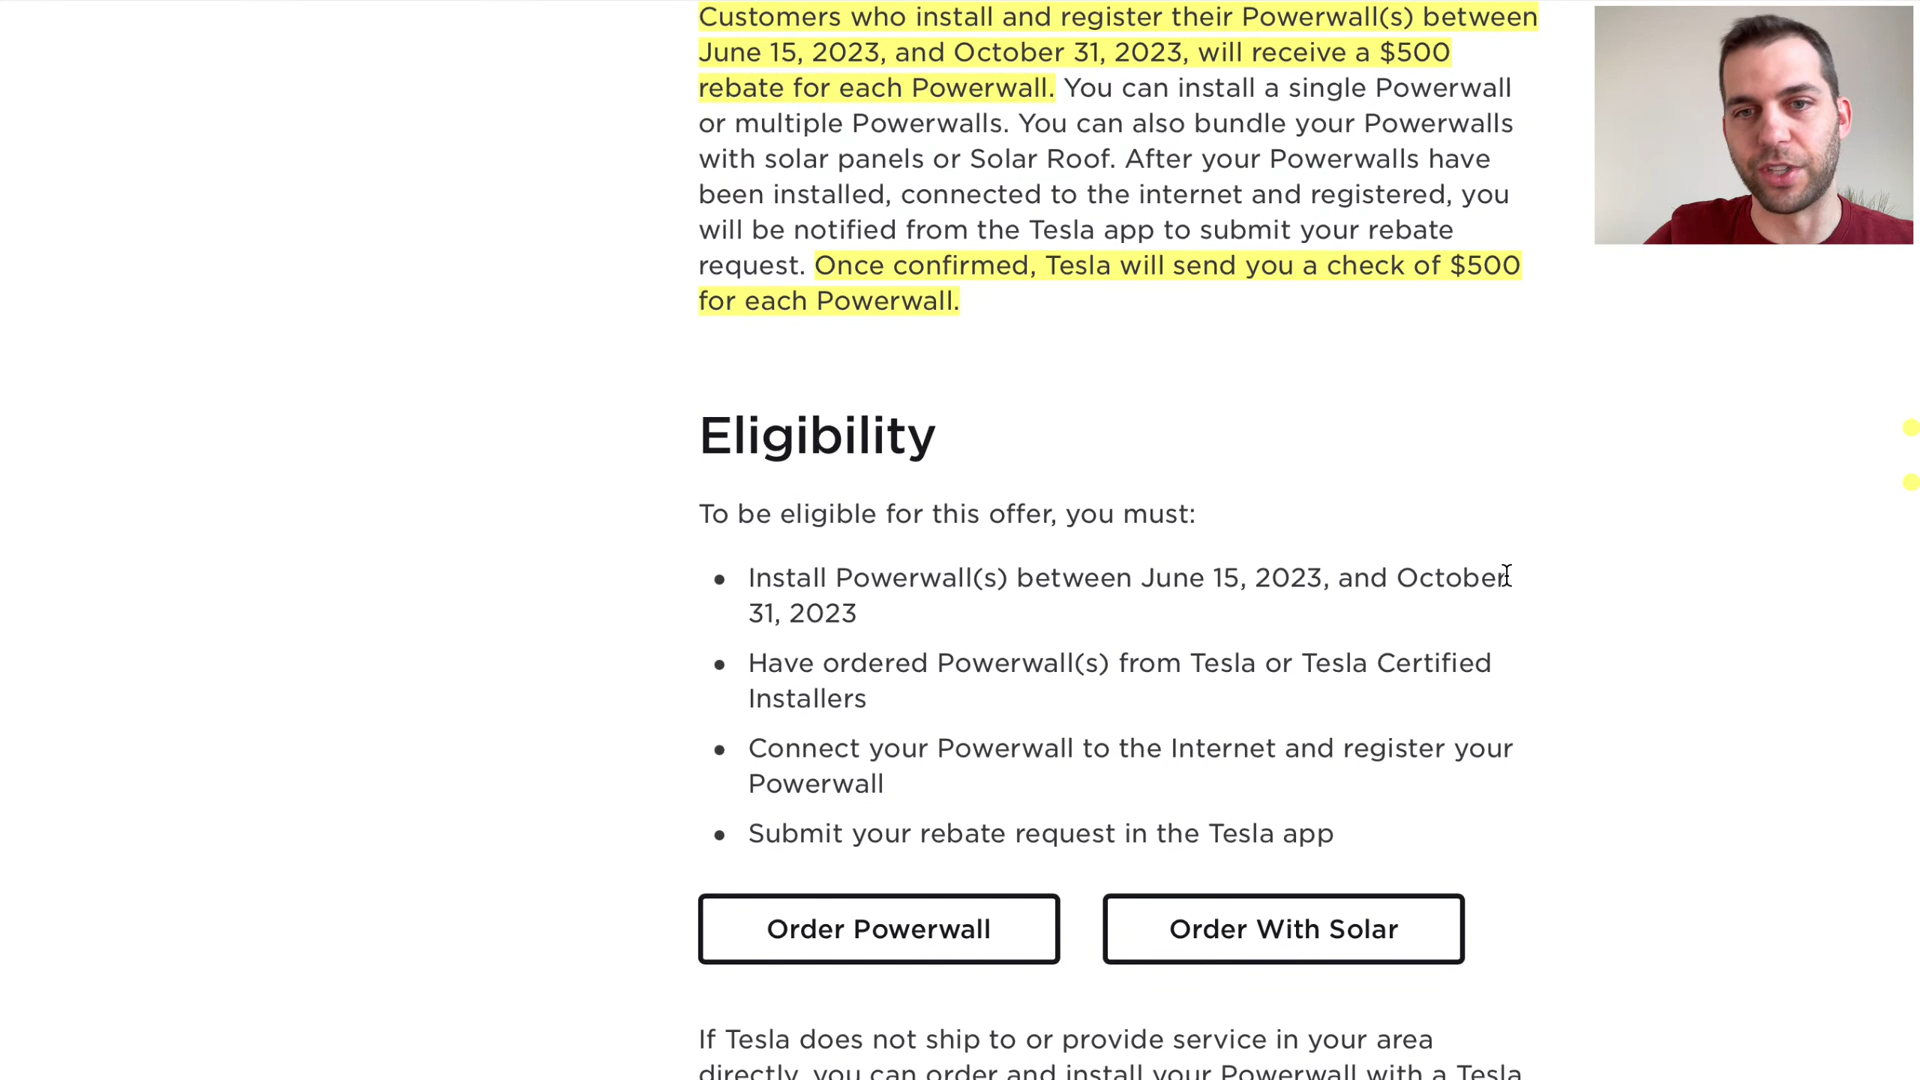 Customers who install and register their Powerwall(s) between
June 15, 2023, and October 31, 2023, will receive a $500
rebate for each Powerwall. You can install a single Powerwall
or multiple Powerwalls. You can also bundle your Powerwalls
with solar panels or Solar Roof. After your Powerwalls have
been installed, connected to the internet and registered, you
will be notified from the Tesla app to submit your rebate
request. Once confirmed, Tesla will send you a check of $500
for each Powerwall.
Eligibility
To be eligible for this offer, you must:
• Install Powerwall(s) between June 15, 2023, and October
31, 2023
• Have ordered Powerwall(s) from Tesla or Tesla Certified
Installers
• Connect your Powerwall to the Internet and register your
Powerwall
• Submit your rebate request in the Tesla app
Order Powerwall
Order With Solar
If Tesla does not ship to or provide service in your area
directly, you can order and install your Powerwall with a Tesla